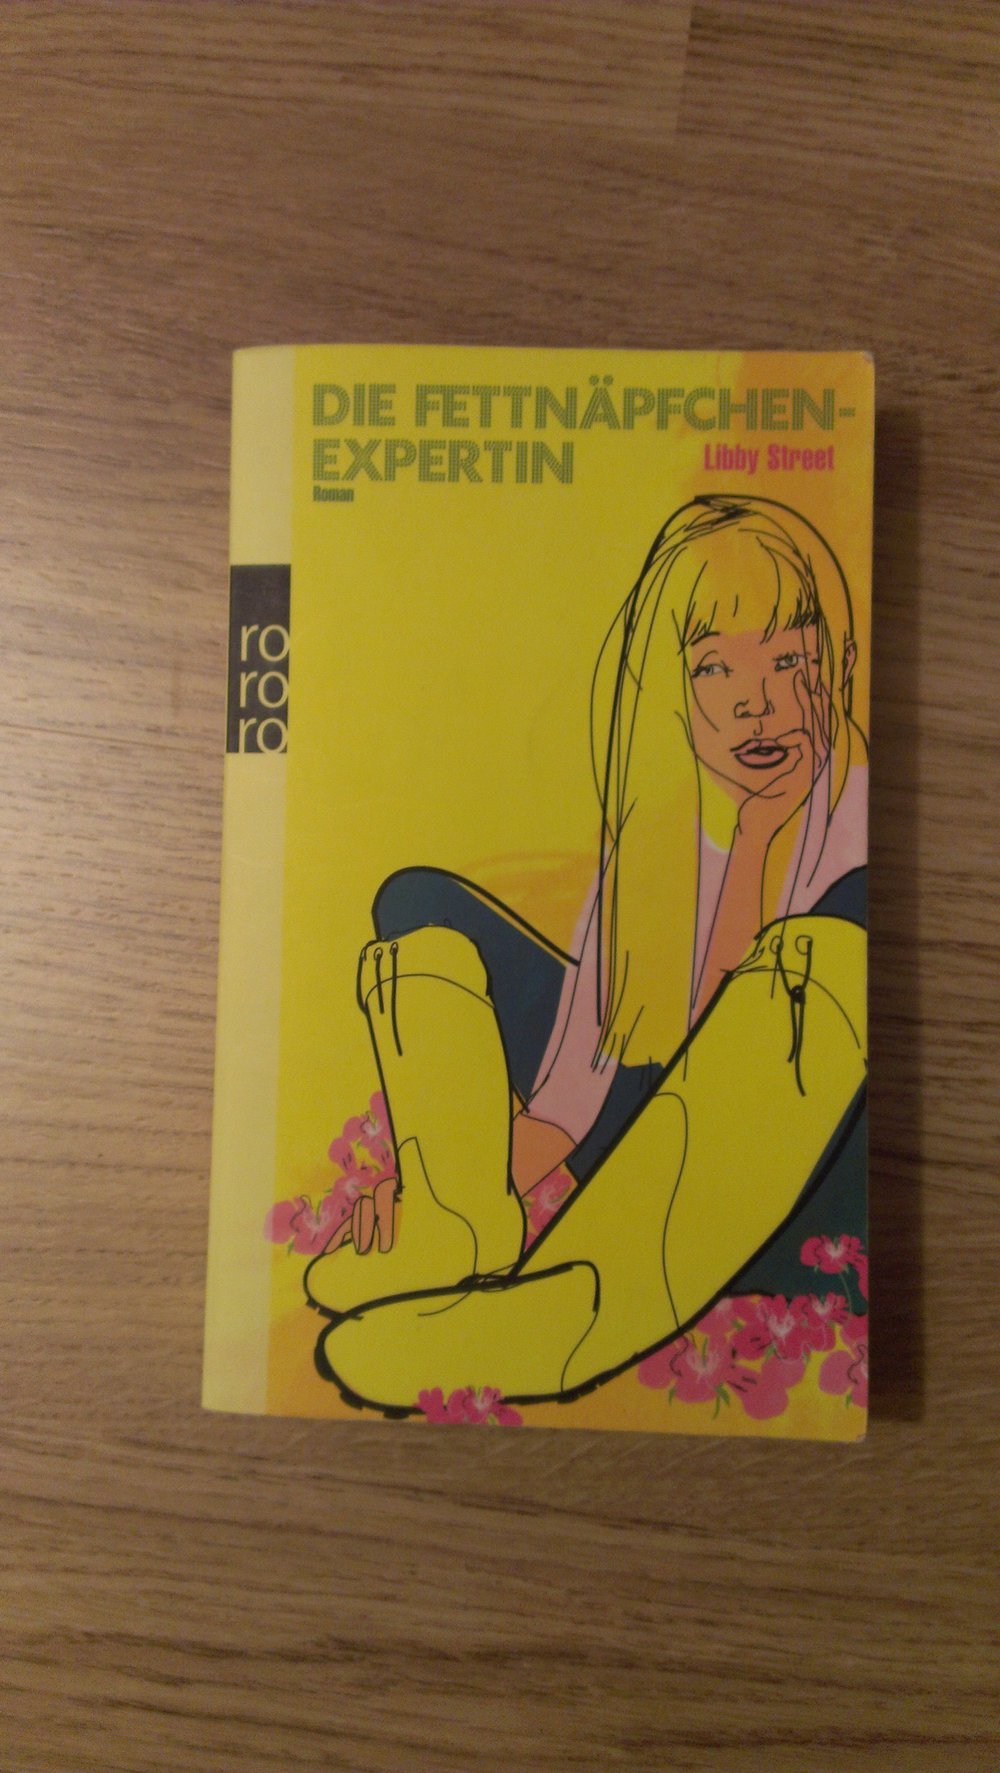 DIE FETTNÄPFCHEN-
EXPERTIN
Libby Street
Roman
ro
ro
ro